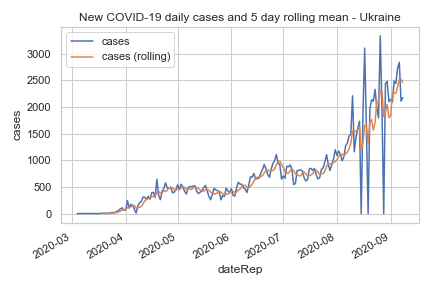 New COVID-19 daily cases and 5 day rolling mean - Ukraine
cases
cases (rolling)
3000
2500
2000
1500
1000
500
0
cases
2020-03
2020-04
2020-05
2020-06
2020-07
2020-08
2020-09
dateRep